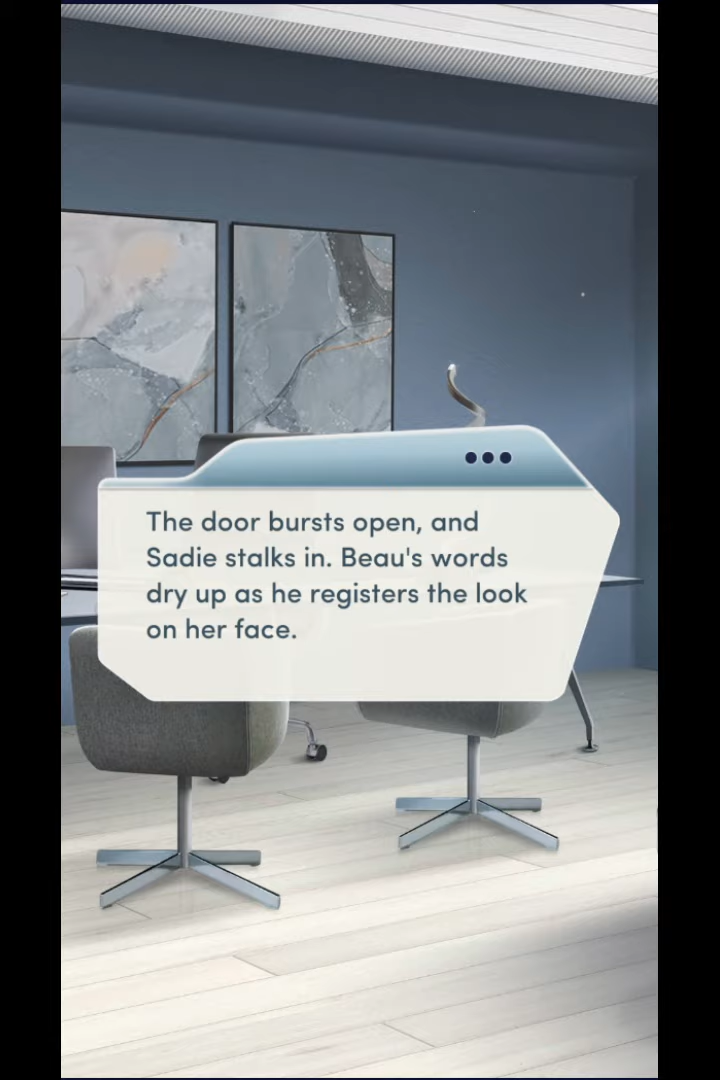 The door bursts open, and
Sadie stalks in. Beau's words
dry up as he registers the look
on her face.